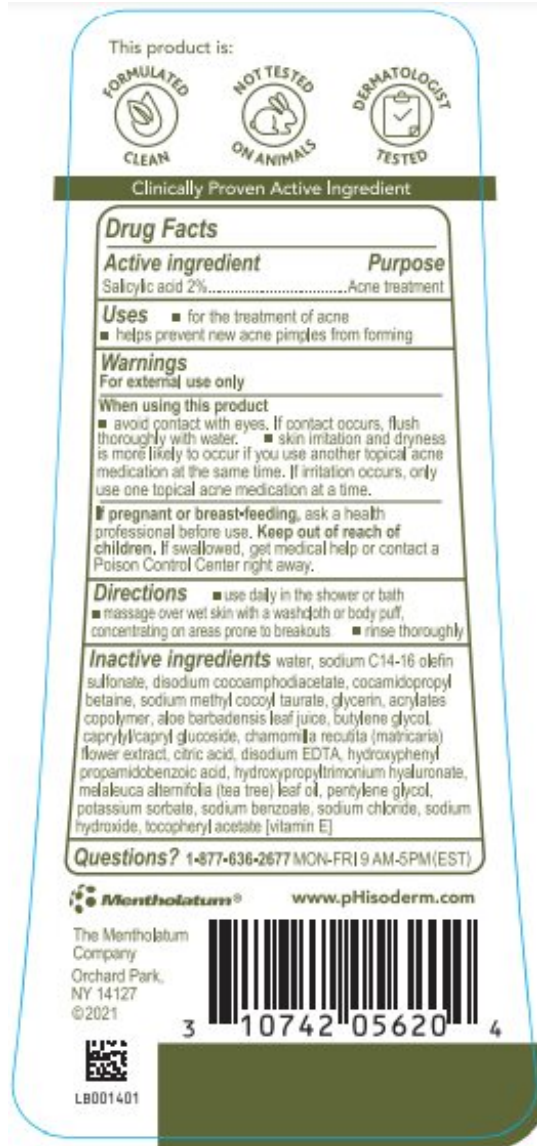 This product is:
FORMULATED CLEAN
NOT TESTED ON ANIMALS
DERMATOLOGIST TESTED
Clinically Proven Active Ingredient
Drug Facts
Active ingredient Purpose
Salicylic acid 2%..............................Acne treatment
Uses ■ for the treatment of acne
■ helps prevent new acne pimples from forming
Warnings
For external use only
When using this product
■ avoid contact with eyes. If contact occurs, flush
thoroughly with water. ■ skin irritation and dryness
is more likely to occur if you use another topical acne
medication at the same time. If irritation occurs, only
use one topical acne medication at a time.
If pregnant or breast-feeding, ask a health
professional before use. Keep out of reach of
children. If swallowed, get medical help or contact a
Poison Control Center right away.
Directions ■ use daily in the shower or bath
■ massage over wet skin with a washcloth or body puff,
concentrating on areas prone to breakouts ■ rinse thoroughly
Inactive ingredients water, sodium C14-16 olefin
sulfonate, disodium cocoamphodiacetate, cocamidopropyl
betaine, sodium methyl cocoyl taurate, glycerin, acrylates
copolymer, aloe barbadensis leaf juice, butylene glycol,
caprylyl/capryl glucoside, chamomilla recutita (matricaria)
flower extract, citric acid, disodium EDTA, hydroxyphenyl
propamidobenzoic acid, hydroxypropyltrimonium hyaluronate,
melaleuca alternifolia (tea tree) leaf oil, pentylene glycol,
potassium sorbate, sodium benzoate, sodium chloride, sodium
hydroxide, tocopheryl acetate [vitamin E]
Questions? 1-877-636-2677 MON-FRI 9 AM-5PM (EST)
Mentholatum® www.pHisoderm.com
The Mentholatum
Company
Orchard Park,
NY 14127
©2021
3 10742 05620 4
LB001401